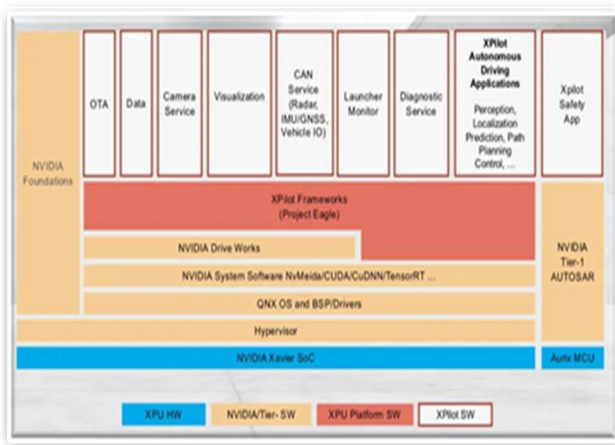 OTA
Data
Camera
Service
Visualization
CAN
Service
(Radar,
IMU/GNSS,
Vehicle IO)
Launcher
Monitor
Diagnostic
Service
XPilot
Autonomous
Driving
Applications
Perception,
Localization
Prediction, Path
Planning
Control, ...
Xpilot
Safety
App
NVIDIA
Foundations
XPilot Frameworks
(Project Eagle)
NVIDIA Drive Works
NVIDIA System Software NvMeida/CUDA/CuDNN/TensorRT ...
QNX OS and BSP/Drivers
Hypervisor
NVIDIA
Tier-1
AUTOSAR
NVIDIA Xavier SoC
Aurix MCU
XPU HW
NVIDIA/Tier- SW
XPU Platform SW
XPilot SW